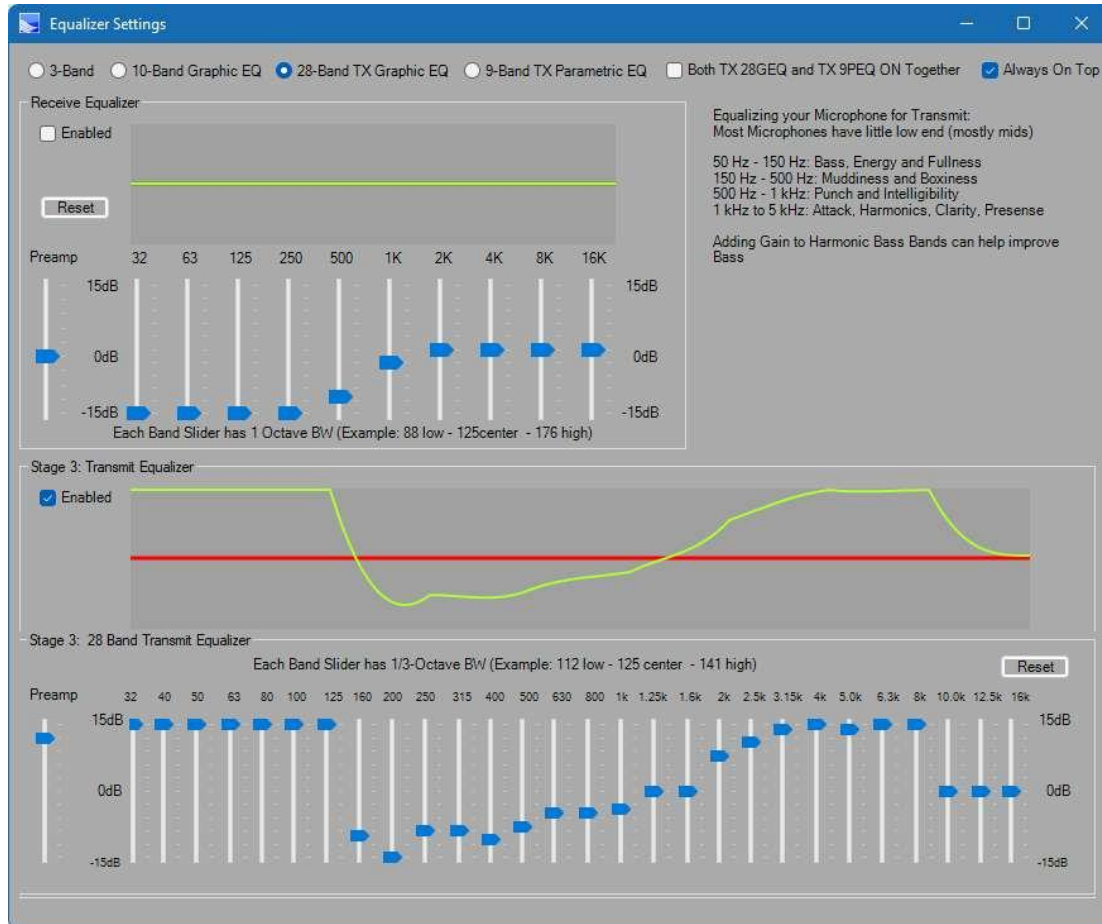 Equalizer Settings
3-Band 10-Band Graphic EQ 28-Band TX Graphic EQ 9-Band TX Parametric EQ Both TX 28GEQ and TX 9PEQ ON Together Always On Top
Receive Equalizer
Enabled
Reset
Preamp 32 63 125 250 500 1K 2K 4K 8K 16K
15dB 15dB
0dB 0dB
-15dB -15dB
Each Band Slider has 1 Octave BW (Example: 88 low - 125center - 176 high)
Equalizing your Microphone for Transmit:
Most Microphones have little low end (mostly mids)
50 Hz - 150 Hz: Bass, Energy and Fullness
150 Hz - 500 Hz: Muddiness and Boxiness
500 Hz - 1 kHz: Punch and Intelligibility
1 kHz to 5 kHz: Attack, Harmonics, Clarity, Presense
Adding Gain to Harmonic Bass Bands can help improve
Bass
Stage 3: Transmit Equalizer
Enabled
Stage 3: 28 Band Transmit Equalizer
Each Band Slider has 1/3-Octave BW (Example: 112 low - 125 center - 141 high)
Reset
Preamp 32 40 50 63 80 100 125 160 200 250 315 400 500 630 800 1k 1.25k 1.6k 2k 2.5k 3.15k 4k 5.0k 6.3k 8k 10.0k 12.5k 16k
15dB 15dB
0dB 0dB
-15dB -15dB